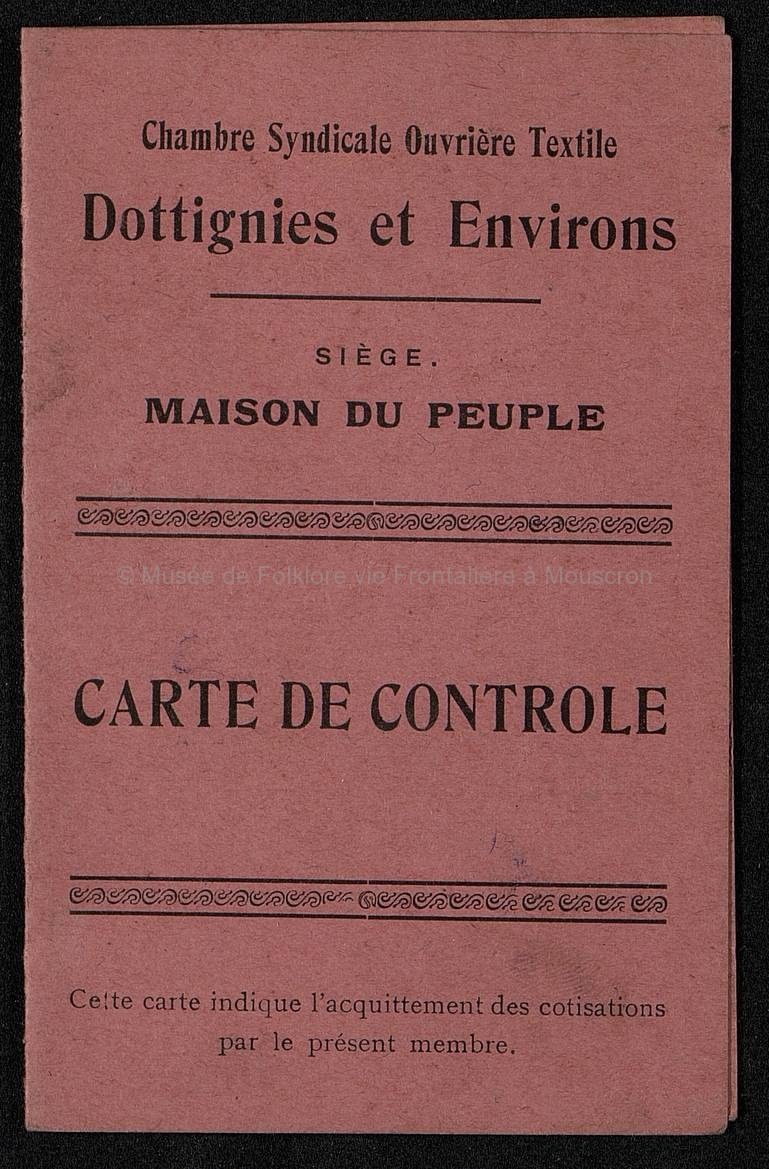 Chambre Syndicale Ouvrière Textile
Dottignies et Environs
SIÈGE.
MAISON DU PEUPLE
© Musée de Folklore vie Frontalière à Mouscron
CARTE DE CONTROLE
Cette carte indique l'acquittement des cotisations
par le présent membre.